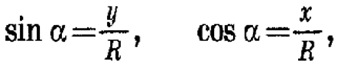 sin α = y/R, cos α = x/R,